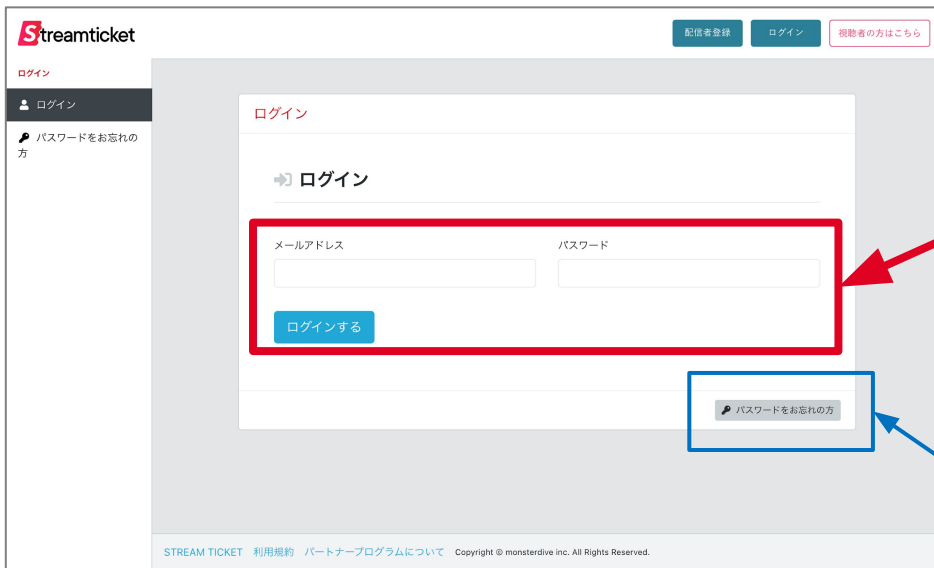 Streamticket
配信者登録
ログイン
視聴者の方はこちら
ログイン
ログイン
パスワードをお忘れの
方
ログイン
ログイン
メールアドレス
パスワード
ログインする
パスワードをお忘れの方
STREAM TICKET 利用規約 パートナープログラムについて Copyright © monsterdive inc. All Rights Reserved.